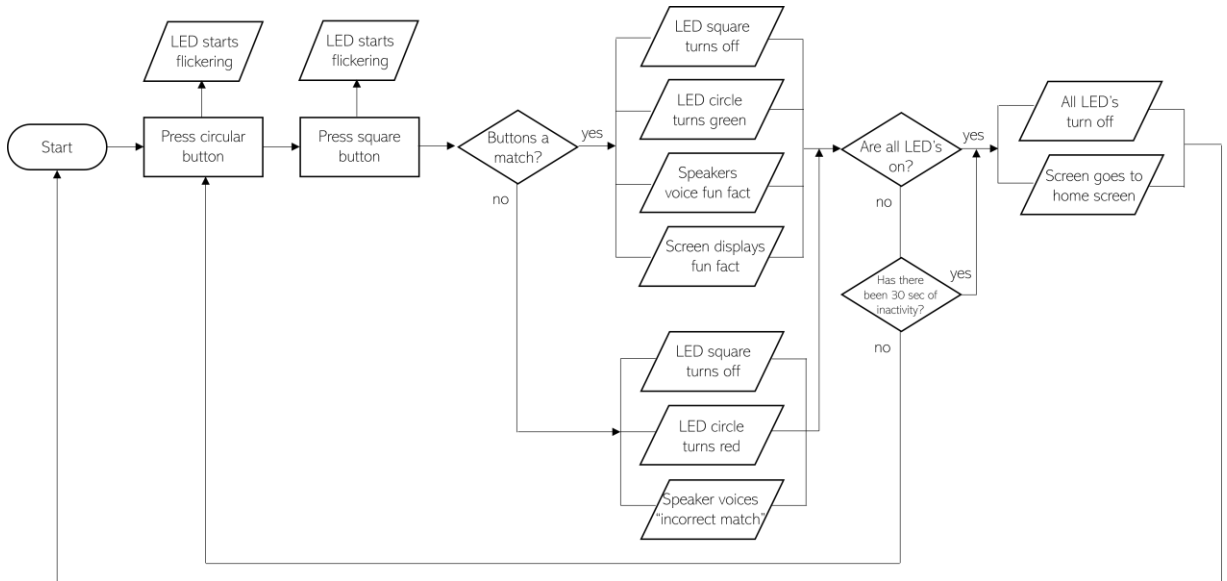 LED starts
flickering
LED starts
flickering
Start
Press circular
button
Press square
button
Buttons a
match?
yes
no
LED square
turns off
LED circle
turns green
Speakers
voice fun fact
Screen displays
fun fact
LED square
turns off
LED circle
turns red
Speaker voices
"incorrect match"
Are all LED's
on?
yes
no
Has there
been 30 sec of
inactivity?
yes
no
All LED's
turn off
Screen goes to
home screen